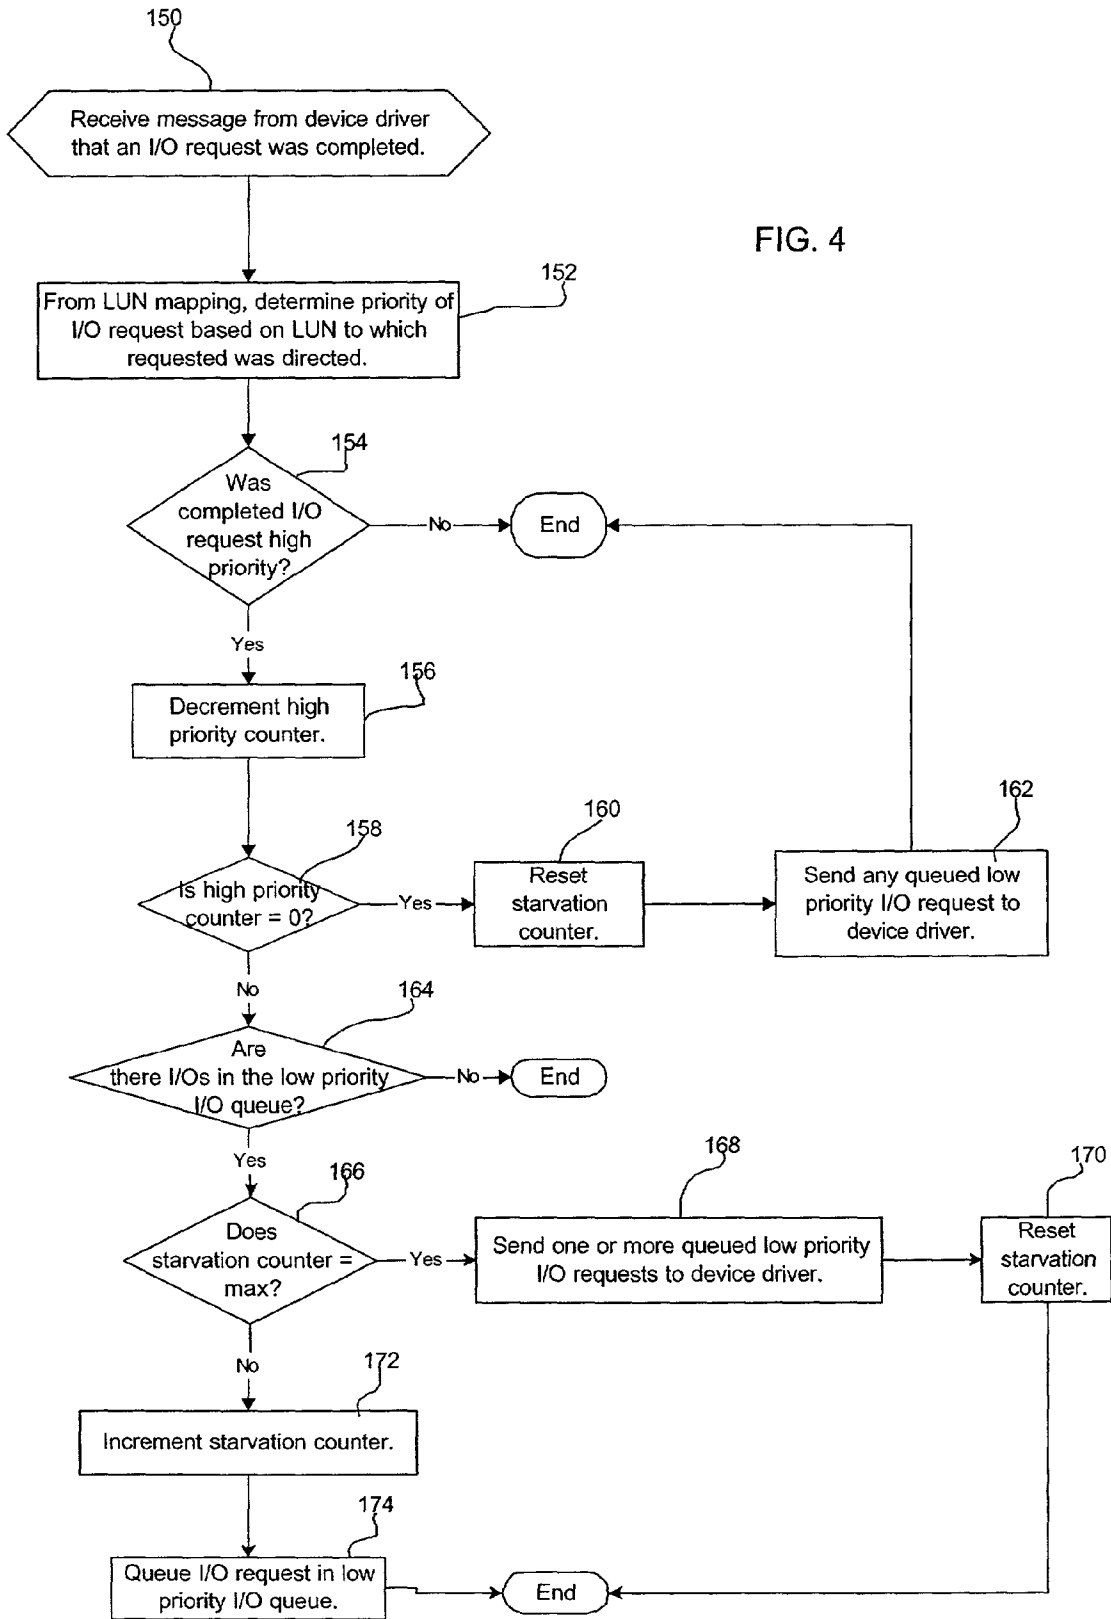 150
Receive message from device driver
that an I/O request was completed.
FIG. 4
152
From LUN mapping, determine priority of
I/O request based on LUN to which
requested was directed.
154
Was
completed I/O
request high
priority?
No
End
Yes
156
Decrement high
priority counter.
158
Is high priority
counter = 0?
Yes
160
Reset
starvation
counter.
162
Send any queued low
priority I/O request to
device driver.
No
164
Are
there I/Os in the low priority
I/O queue?
No
End
Yes
166
Does
starvation counter =
max?
Yes
168
Send one or more queued low priority
I/O requests to device driver.
170
Reset
starvation
counter.
No
172
Increment starvation counter.
174
Queue I/O request in low
priority I/O queue.
End